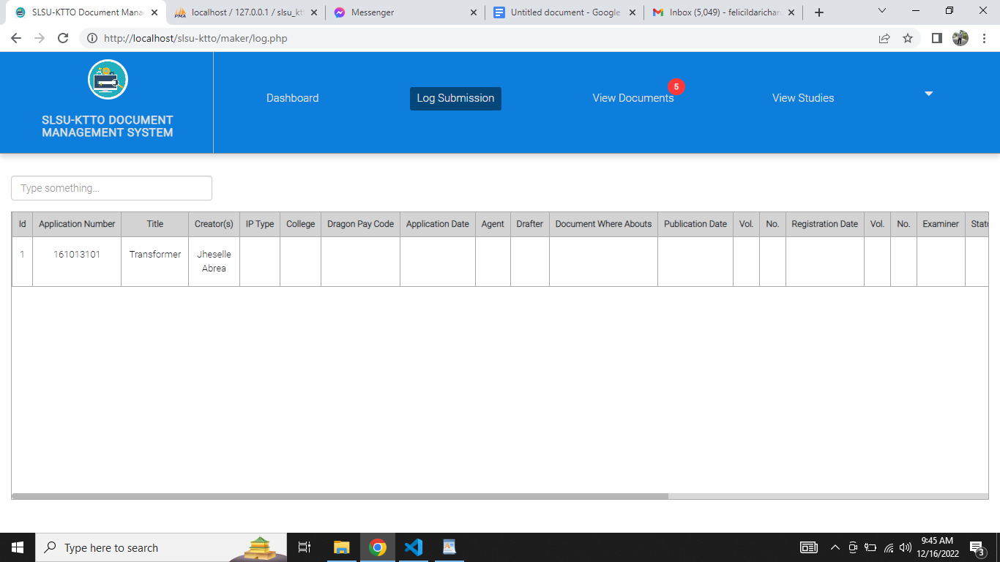 SLSU-KTTO Document Mana
localhost / 127.0.0.1 / slsu_kt
Messenger
Untitled document - Google
Inbox (5,049) - felicildarichan
http://localhost/slsu-ktto/maker/log.php
SLSU-KTTO DOCUMENT
MANAGEMENT SYSTEM
Dashboard
Log Submission
View Documents
5
View Studies
Type something...
Id Application Number Title Creator(s) IP Type College Dragon Pay Code Application Date Agent Drafter Document Where Abouts Publication Date Vol. No. Registration Date Vol. No. Examiner Statu
1 161013101 Transformer Jheselle
Abrea
Type here to search
9:45 AM
12/16/2022
3